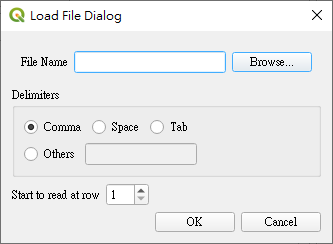 Load File Dialog
File Name
Browse...
Delimiters
Comma Space Tab
Others
Start to read at row 1
OK Cancel